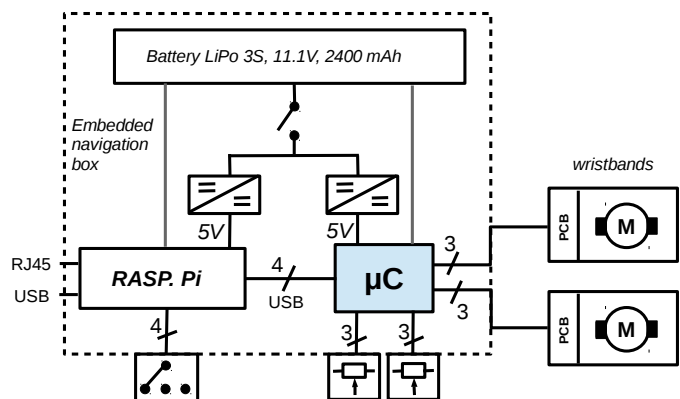 Battery LiPo 3S, 11.1V, 2400 mAh
Embedded
navigation
box
wristbands
5V
5V
PCB
M
RJ45
USB
RASP. Pi
4
USB
µC
3
3
PCB
M
4
3
3